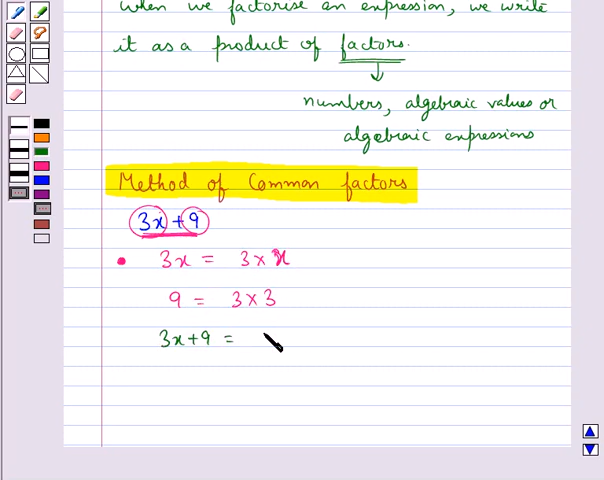 When we factorise an expression, we write
it as a product of factors.
numbers, algebraic values or
algebraic expressions
Method of Common factors
3x+9
3x = 3 × x
9 = 3 × 3
3x+9 =